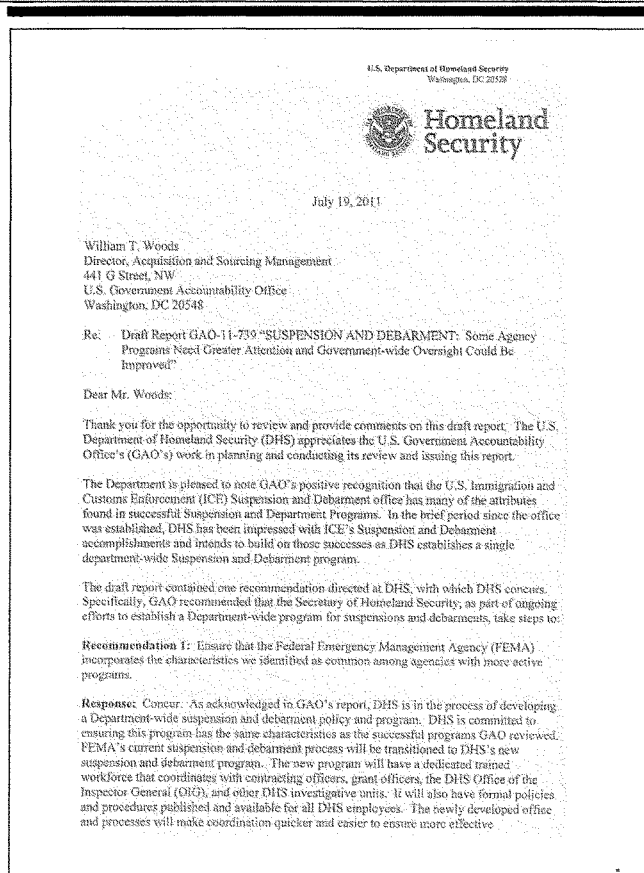 U.S. Department of Homeland Security
Washington, DC 20528
Homeland
Security
July 19, 2011
William T. Woods
Director, Acquisition and Sourcing Management
441 G Street, NW
U.S. Government Accountability Office
Washington, DC 20548
Re: Draft Report GAO-11-739 "SUSPENSION AND DEBARMENT: Some Agency
Programs Need Greater Attention and Government-wide Oversight Could Be
Improved"
Dear Mr. Woods:
Thank you for the opportunity to review and provide comments on this draft report. The U.S.
Department of Homeland Security (DHS) appreciates the U.S. Government Accountability
Office's (GAO's) work in planning and conducting its review and issuing this report.
The Department is pleased to note GAO's positive recognition that the U.S. Immigration and
Customs Enforcement (ICE) Suspension and Debarment office has many of the attributes
found in successful Suspension and Department Programs. In the brief period since the office
was established, DHS has been impressed with ICE's Suspension and Debarment
accomplishments and intends to build on those successes as DHS establishes a single
department-wide Suspension and Debarment program.
The draft report contained one recommendation directed at DHS, with which DHS concurs.
Specifically, GAO recommended that the Secretary of Homeland Security, as part of ongoing
efforts to establish a Department-wide program for suspensions and debarments, take steps to:
Recommendation 1: Ensure that the Federal Emergency Management Agency (FEMA)
incorporates the characteristics we identified as common among agencies with more active
programs.
Response: Concur. As acknowledged in GAO's report, DHS is in the process of developing
a Department-wide suspension and debarment policy and program. DHS is committed to
ensuring this program has the same characteristics as the successful programs GAO reviewed.
FEMA's current suspension and debarment process will be transitioned to DHS's new
suspension and debarment program. The new program will have a dedicated trained
workforce that coordinates with contracting officers, grant officers, the DHS Office of the
Inspector General (OIG), and other DHS investigative units. It will also have formal policies
and procedures published and available for all DHS employees. The newly developed office
and processes will make coordination quicker and easier to ensure more effective